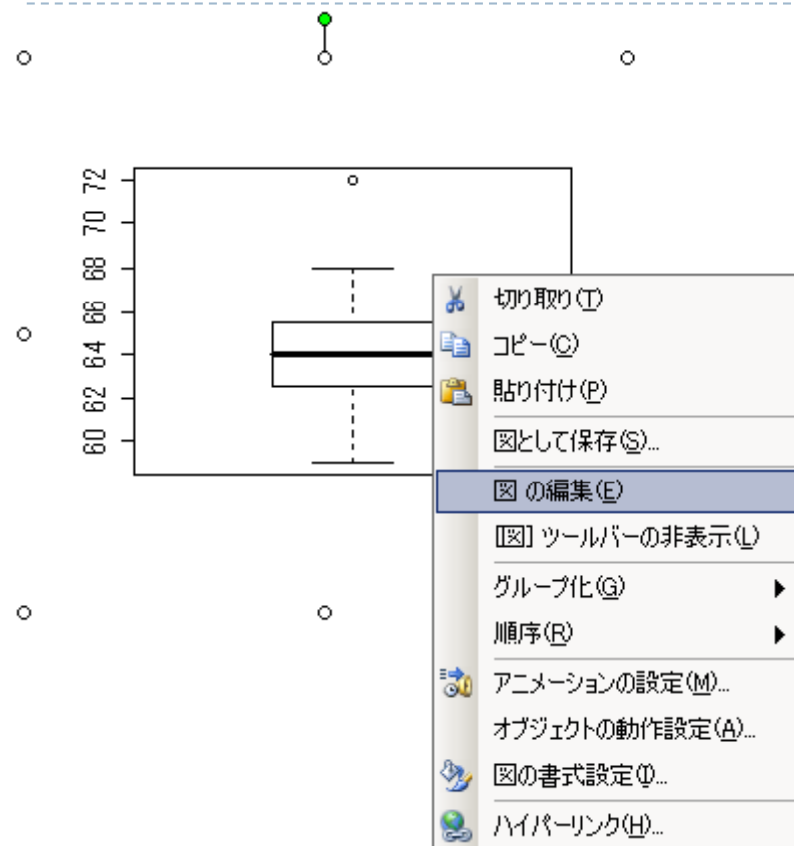 72
70
68
66
64
62
60
切り取り(T)
コピー(C)
貼り付け(P)
図として保存(S)...
図 の編集(E)
[図] ツールバーの非表示(L)
グループ化(G)
順序(R)
アニメーションの設定(M)...
オブジェクトの動作設定(A)...
図の書式設定(I)...
ハイパーリンク(H)...